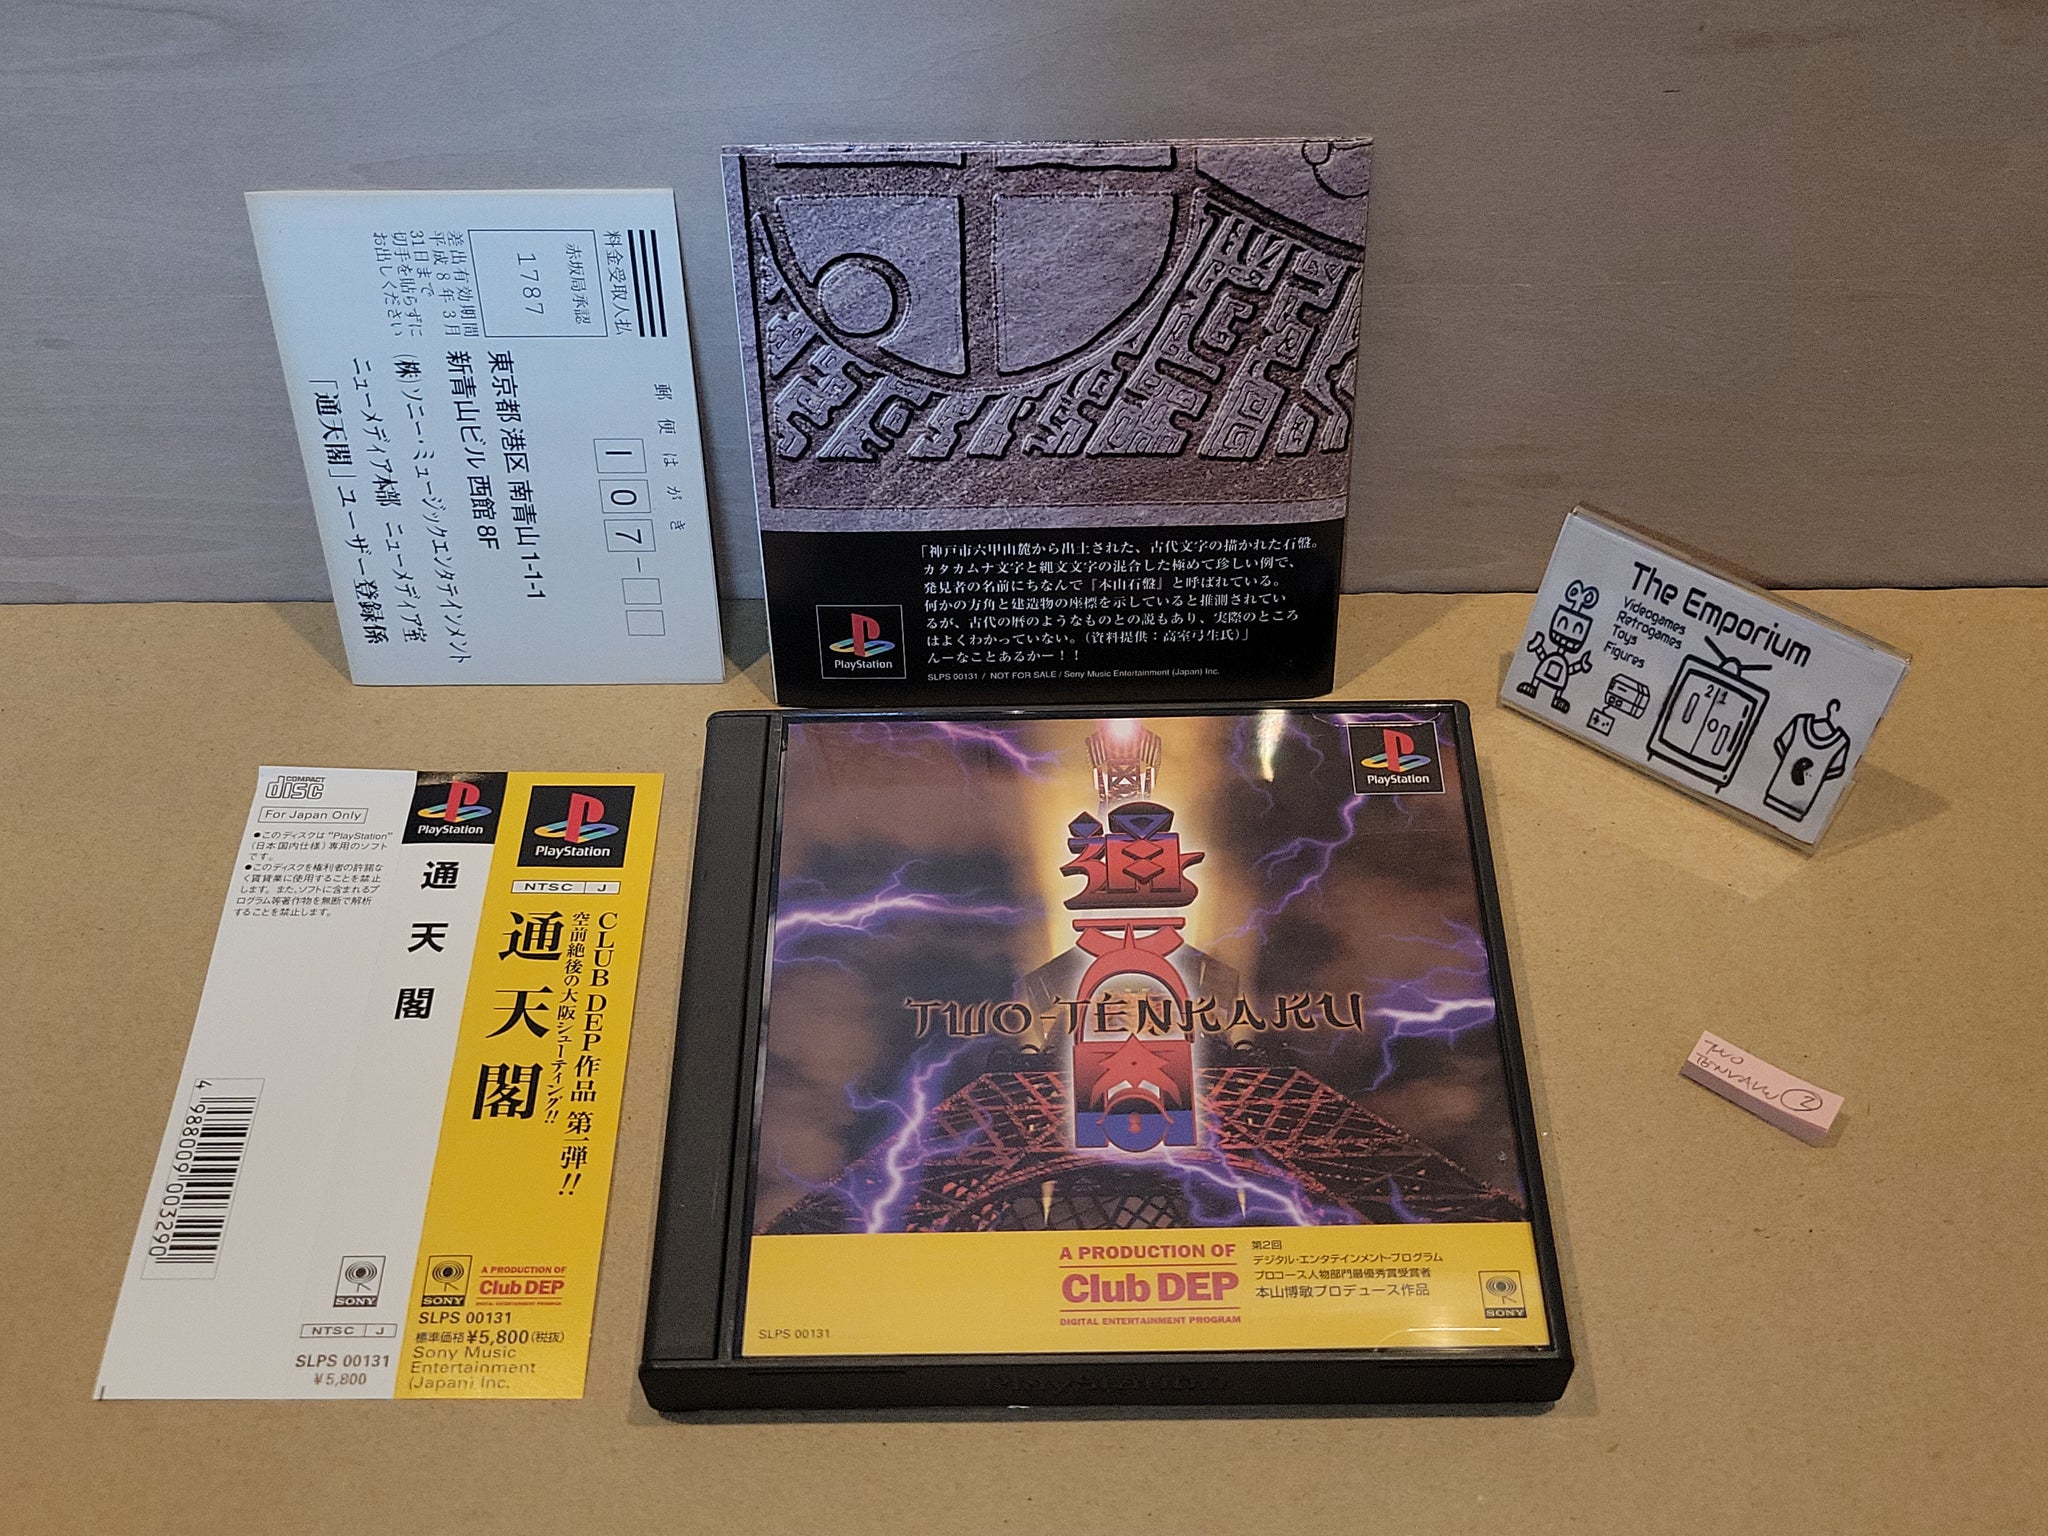 料金受取人払
赤坂局承認
1787
差出有効期間
平成8年3月
31日まで
切手を貼らずに
お出しください
郵便はがき
107-
東京都 港区 南青山 1-1-1
新青山ビル 西館 8F
(株)ソニー・ミュージックエンタテインメント
ニューメディア本部 ニューメディア室
「通天閣」ユーザー登録係
「神戸市六甲山麓から出土された、古代文字の描かれた石盤。
カタカムナ文字と縄文文字の混合した極めて珍しい例で、
発見者の名前にちなんで『本山石盤』と呼ばれている。
何かの方角と建造物の座標を示していると推測されてい
るが、古代の暦のようなものとの説もあり、実際のところ
はよくわかっていない。(資料提供:高室弓生氏)」
んーなことあるかー!!
PlayStation
SLPS 00131 / NOT FOR SALE / Sony Music Entertainment (Japan) Inc.
The Emporium
Videogames
Retrogames
Toys
Figures
21
COMPACT
disc
For Japan Only
●このディスクは"PlayStation"
(日本国内仕様)専用のソフト
です。
●このディスクを権利者の許諾な
く賃貸業に使用することを禁止
します。また、ソフトに含まれるプ
ログラム等著作物を無断で解析
することを禁止します。
4 988009 003290
PlayStation
通天閣
SONY
NTSC J
SLPS 00131
¥5,800
PlayStation
NTSC J
CLUB DEP作品 第一弾!!
空前絶後の大阪シューティング!!
通天閣
SONY
A PRODUCTION OF
Club DEP
DIGITAL ENTERTAINMENT PROGRAM
SLPS 00131
標準価格¥5,800(税抜)
Sony Music
Entertainment
(Japan) Inc.
PlayStation
通天閣
TWO-TENKAKU
A PRODUCTION OF
Club DEP
DIGITAL ENTERTAINMENT PROGRAM
第2回
デジタル・エンタテインメント・プログラム
プロコース人物部門最優秀賞受賞者
本山博敏プロデュース作品
SONY
SLPS 00131
TWO
TENKAKU 2